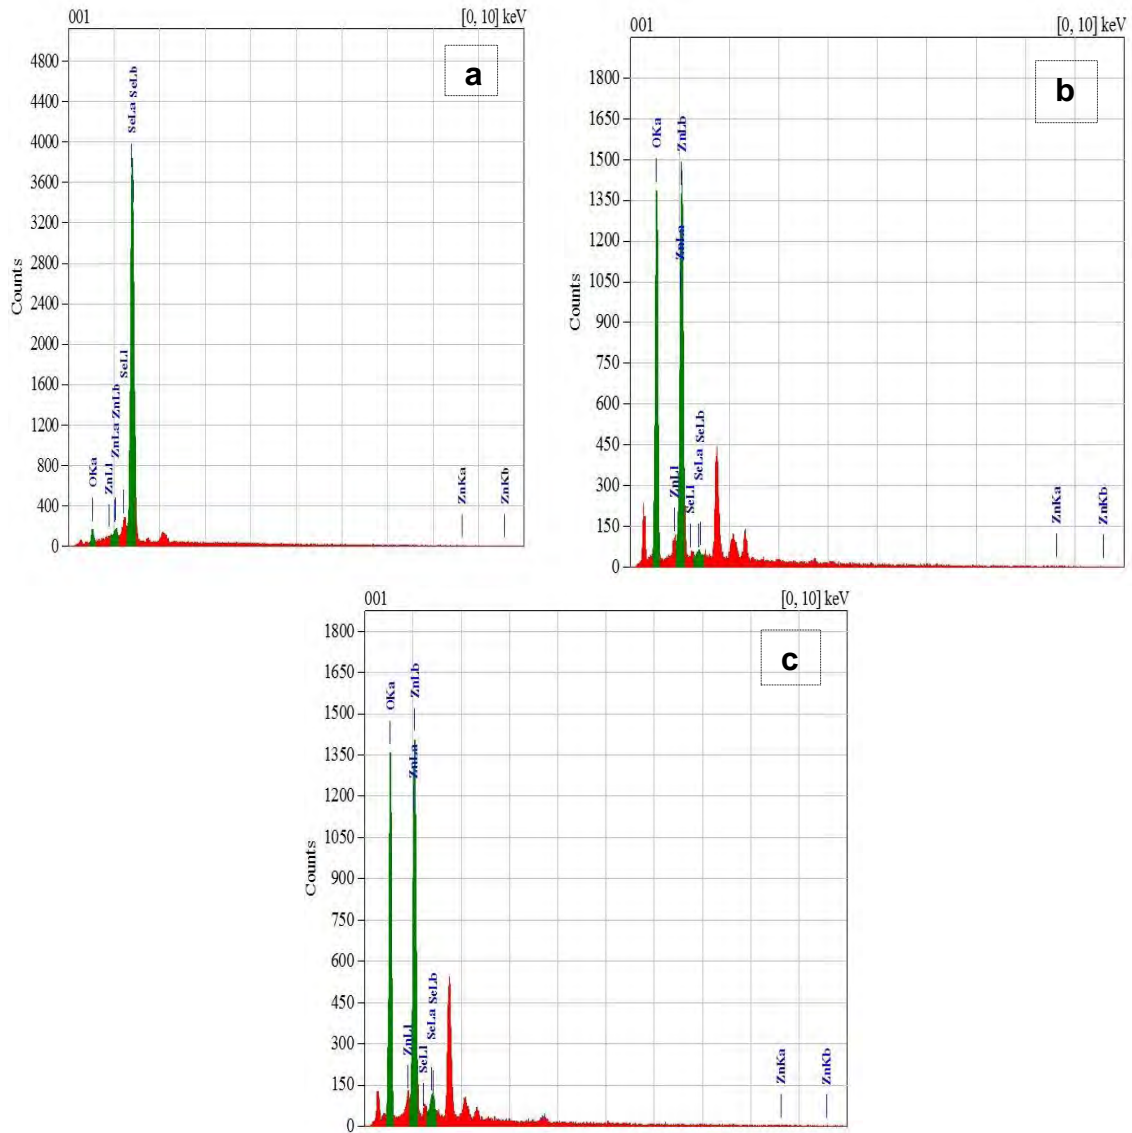 001 [0, 10] keV
a
4800
4400
4000
3600
3200
2800
2400
2000
1600
1200
800
400
0
Counts
OKa
ZnLl
ZnLa ZnLb
SeLl
SeLa SeLb
ZnKa
ZnKb
001 [0, 10] keV
b
1800
1650
1500
1350
1200
1050
900
750
600
450
300
150
0
Counts
OKa
ZnLl
ZnLa
ZnLb
SeLl
SeLa SeLb
ZnKa
ZnKb
001 [0, 10] keV
c
1800
1650
1500
1350
1200
1050
900
750
600
450
300
150
0
Counts
OKa
ZnLl
ZnLa
ZnLb
SeLl
SeLa SeLb
ZnKa
ZnKb